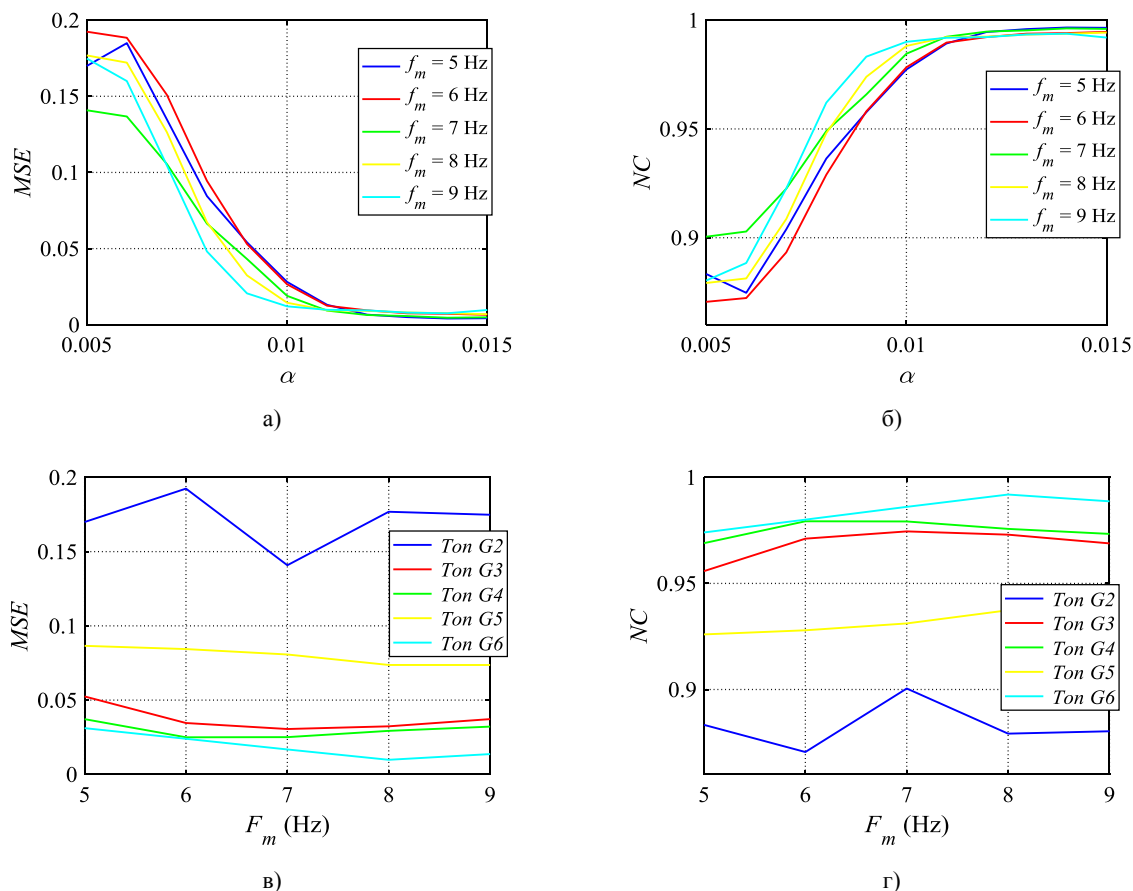 0.2
0.15
0.1
0.05
0
MSE
0.005
0.01
0.015
α
f_m = 5 Hz
f_m = 6 Hz
f_m = 7 Hz
f_m = 8 Hz
f_m = 9 Hz
а)
1
0.95
0.9
NC
0.005
0.01
0.015
α
f_m = 5 Hz
f_m = 6 Hz
f_m = 7 Hz
f_m = 8 Hz
f_m = 9 Hz
б)
0.2
0.15
0.1
0.05
0
MSE
5
6
7
8
9
F_m (Hz)
Ton G2
Ton G3
Ton G4
Ton G5
Ton G6
в)
1
0.95
0.9
NC
5
6
7
8
9
F_m (Hz)
Ton G2
Ton G3
Ton G4
Ton G5
Ton G6
г)